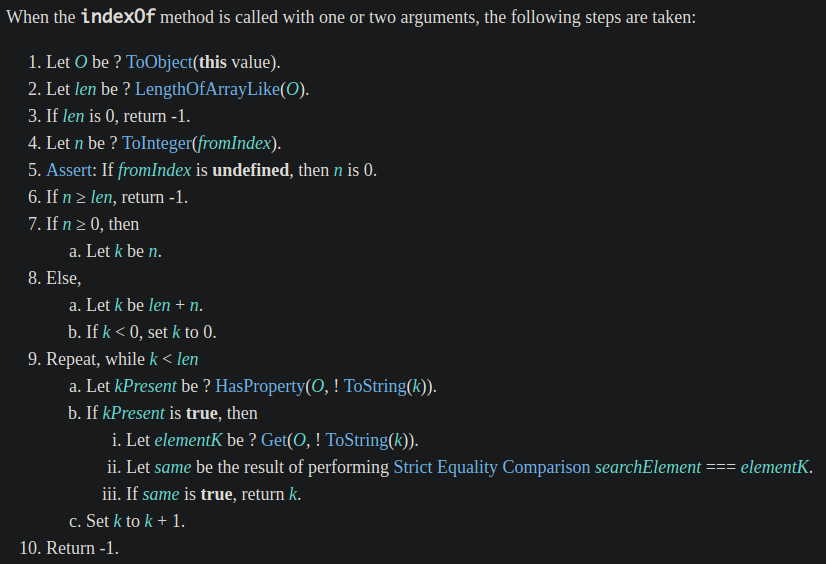 When the indexOf method is called with one or two arguments, the following steps are taken:
1. Let O be ? ToObject(this value).
2. Let len be ? LengthOfArrayLike(O).
3. If len is 0, return -1.
4. Let n be ? ToInteger(fromIndex).
5. Assert: If fromIndex is undefined, then n is 0.
6. If n ≥ len, return -1.
7. If n ≥ 0, then
a. Let k be n.
8. Else,
a. Let k be len + n.
b. If k < 0, set k to 0.
9. Repeat, while k < len
a. Let kPresent be ? HasProperty(O, ! ToString(k)).
b. If kPresent is true, then
i. Let elementK be ? Get(O, ! ToString(k)).
ii. Let same be the result of performing Strict Equality Comparison searchElement === elementK.
iii. If same is true, return k.
c. Set k to k + 1.
10. Return -1.